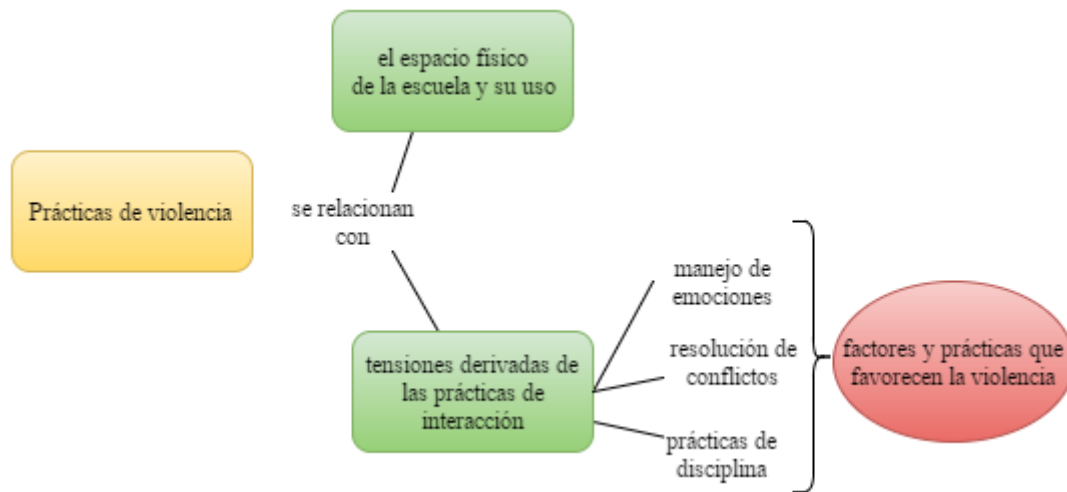 el espacio físico
de la escuela y su uso
Prácticas de violencia
se relacionan
con
manejo de
emociones
tensiones derivadas de
las prácticas de
interacción
resolución de
conflictos
prácticas de
disciplina
factores y prácticas que
favorecen la violencia